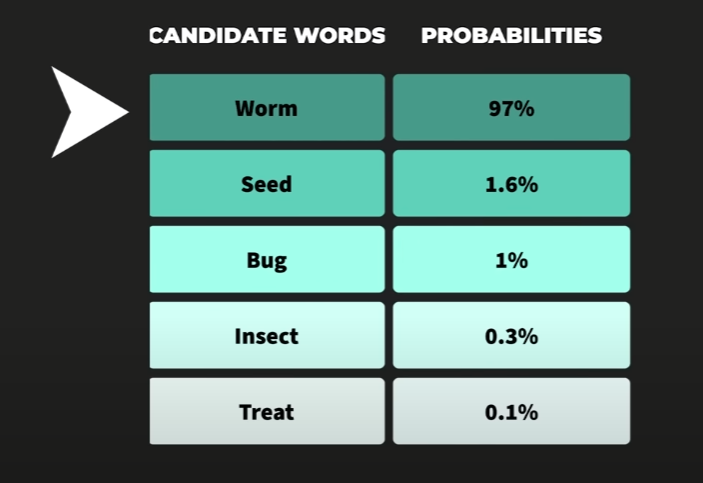 CANDIDATE WORDS PROBABILITIES
Worm 97%
Seed 1.6%
Bug 1%
Insect 0.3%
Treat 0.1%